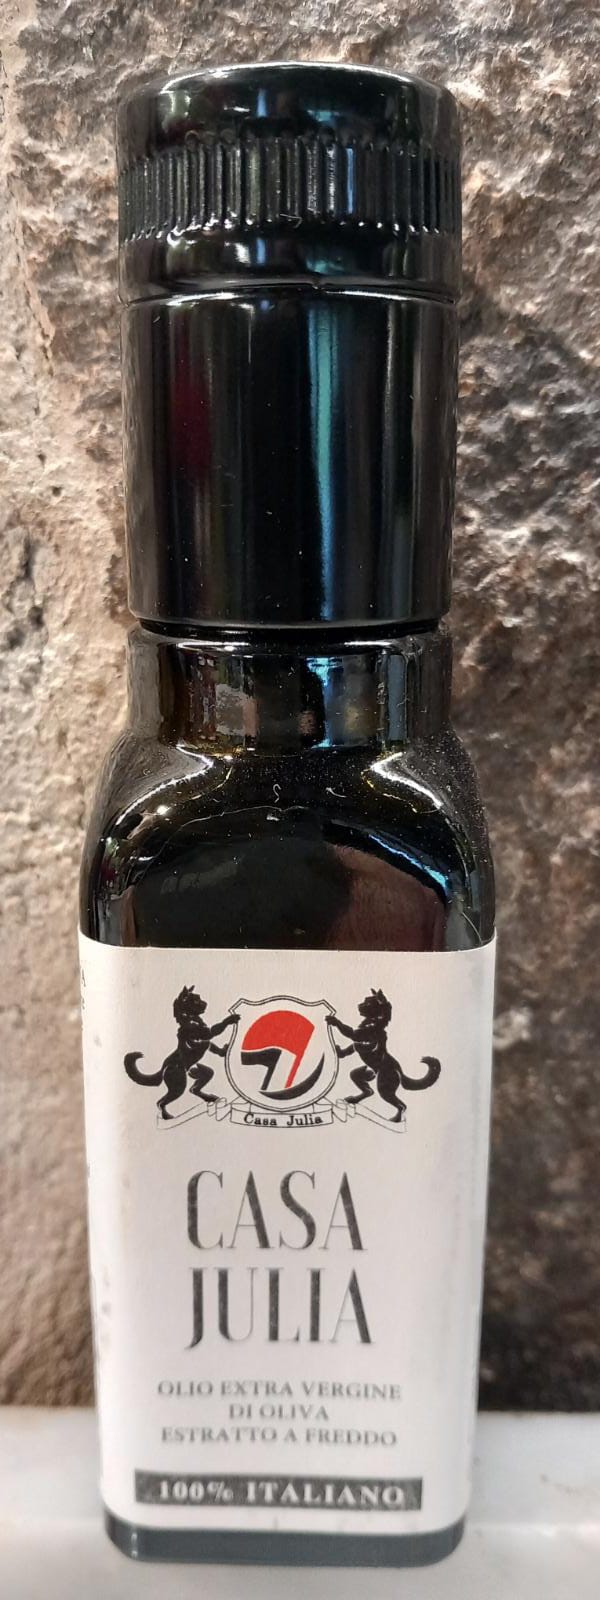 Casa Julia
CASA
JULIA
OLIO EXTRA VERGINE
DI OLIVA
ESTRATTO A FREDDO
100% ITALIANO